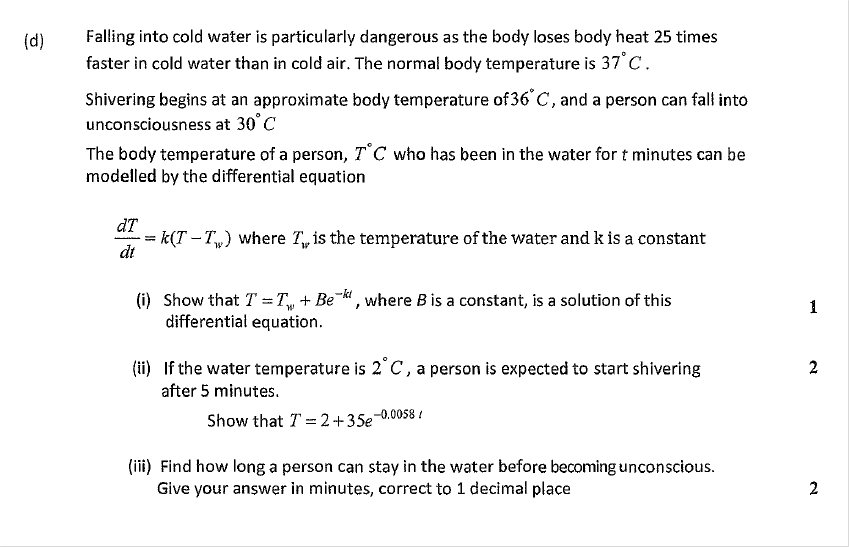 (d) Falling into cold water is particularly dangerous as the body loses body heat 25 times
faster in cold water than in cold air. The normal body temperature is 37°C.
Shivering begins at an approximate body temperature of 36°C, and a person can fall into
unconsciousness at 30°C
The body temperature of a person, T°C who has been in the water for t minutes can be
modelled by the differential equation
dT/dt = k(T − T_w) where T_w is the temperature of the water and k is a constant
(i) Show that T = T_w + Be^{−kt}, where B is a constant, is a solution of this 1
differential equation.
(ii) If the water temperature is 2°C, a person is expected to start shivering 2
after 5 minutes.
Show that T = 2 + 35e^{−0.0058 t}
(iii) Find how long a person can stay in the water before becoming unconscious.
Give your answer in minutes, correct to 1 decimal place 2